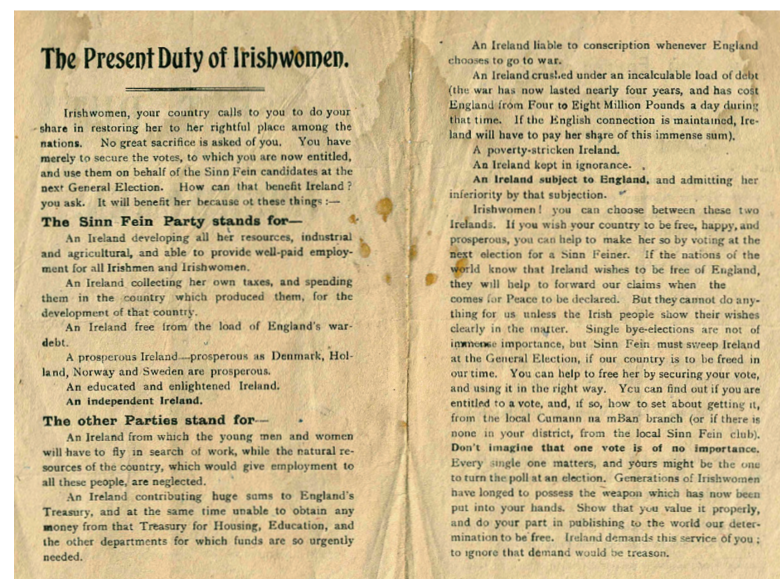 The Present Duty of Irishwomen.
Irishwomen, your country calls to you to do your
share in restoring her to her rightful place among the
nations. No great sacrifice is asked of you. You have
merely to secure the votes, to which you are now entitled,
and use them on behalf of the Sinn Fein candidates at the
next General Election. How can that benefit Ireland?
you ask. It will benefit her because ot these things :—
The Sinn Fein Party stands for—
An Ireland developing all her resources, industrial
and agricultural, and able to provide well-paid employ-
ment for all Irishmen and Irishwomen.
An Ireland collecting her own taxes, and spending
them in the country which produced them, for the
development of that country.
An Ireland free from the load of England's war-
debt.
A prosperous Ireland—prosperous as Denmark, Hol-
land, Norway and Sweden are prosperous.
An educated and enlightened Ireland.
An independent Ireland.
The other Parties stand for—
An Ireland from which the young men and women
will have to fly in search of work, while the natural re-
sources of the country, which would give employment to
all these people, are neglected.
An Ireland contributing huge sums to England's
Treasury, and at the same time unable to obtain any
money from that Treasury for Housing, Education, and
the other departments for which funds are so urgently
needed.
An Ireland liable to conscription whenever England
chooses to go to war.
An Ireland crushed under an incalculable load of debt
(the war has now lasted nearly four years, and has cost
England from Four to Eight Million Pounds a day during
that time. If the English connection is maintained, Ire-
land will have to pay her share of this immense sum).
A poverty-stricken Ireland.
An Ireland kept in ignorance.
An Ireland subject to England, and admitting her
inferiority by that subjection.
Irishwomen! you can choose between these two
Irelands. If you wish your country to be free, happy, and
prosperous, you can help to make her so by voting at the
next election for a Sinn Feiner. If the nations of the
world know that Ireland wishes to be free of England,
they will help to forward our claims when the
comes for Peace to be declared. But they cannot do any-
thing for us unless the Irish people show their wishes
clearly in the matter. Single bye-elections are not of
immense importance, but Sinn Fein must sweep Ireland
at the General Election, if our country is to be freed in
our time. You can help to free her by securing your vote,
and using it in the right way. You can find out if you are
entitled to a vote, and, if so, how to set about getting it,
from the local Cumann na mBan branch (or if there is
none in your district, from the local Sinn Fein club).
Don't imagine that one vote is of no importance.
Every single one matters, and yours might be the one
to turn the poll at an election. Generations of Irishwomen
have longed to possess the weapon which has now been
put into your hands. Show that you value it properly,
and do your part in publishing to the world our deter-
mination to be free. Ireland demands this service of you ;
to ignore that demand would be treason.